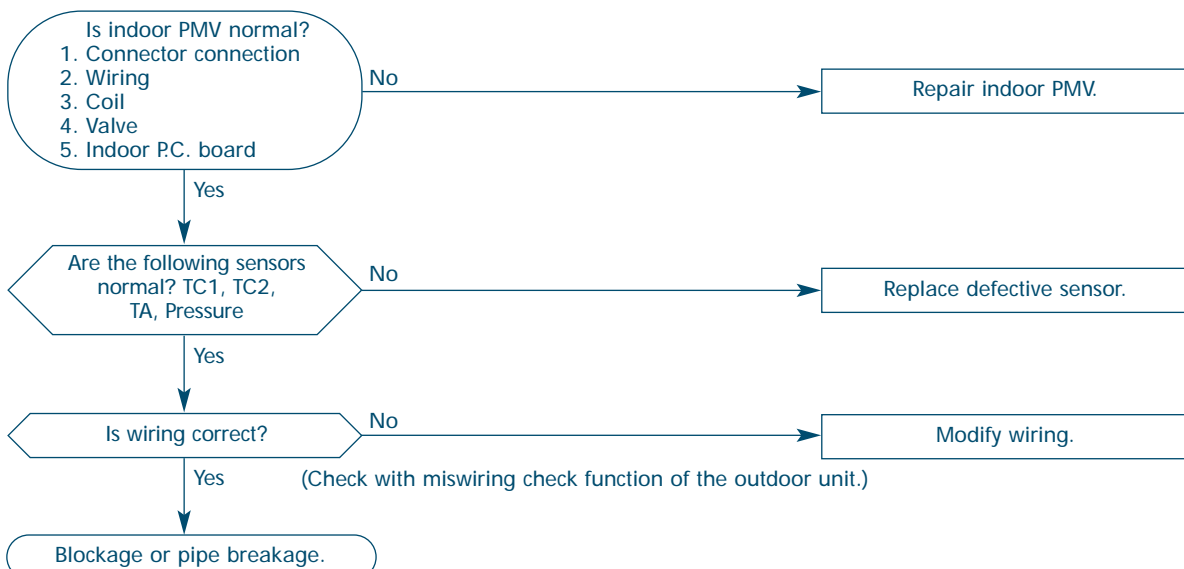 Is indoor PMV normal?
1. Connector connection
2. Wiring
3. Coil
4. Valve
5. Indoor P.C. board
No
Repair indoor PMV.
Yes
Are the following sensors
normal? TC1, TC2,
TA, Pressure
No
Replace defective sensor.
Yes
Is wiring correct?
No
Modify wiring.
Yes
(Check with miswiring check function of the outdoor unit.)
Blockage or pipe breakage.